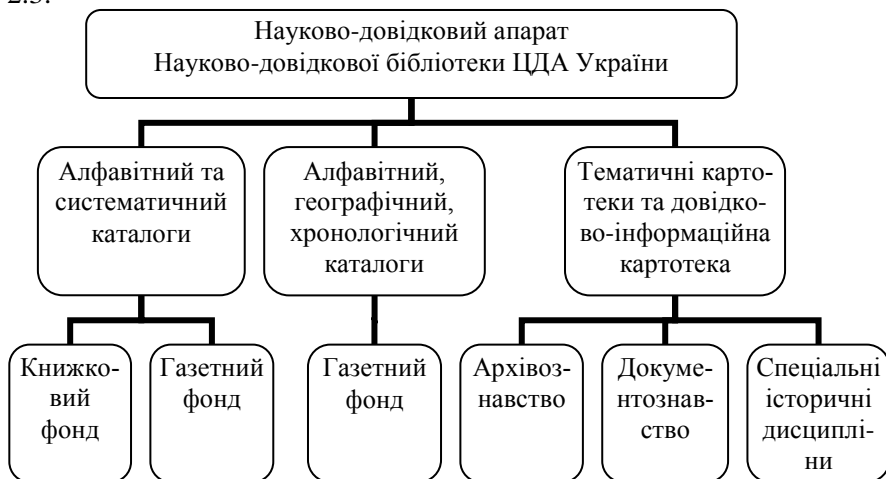 2.3.
Науково-довідковий апарат
Науково-довідкової бібліотеки ЦДА України
Алфавітний та
систематичний
каталоги
Алфавітний,
географічний,
хронологічний
каталоги
Тематичні карто-
теки та довідко-
во-інформаційна
картотека
Книжко-
вий
фонд
Газетний
фонд
Газетний
фонд
Архівоз-
навство
Докуме-
нтознав-
ство
Спеціальні
історичні
дисциплі-
ни